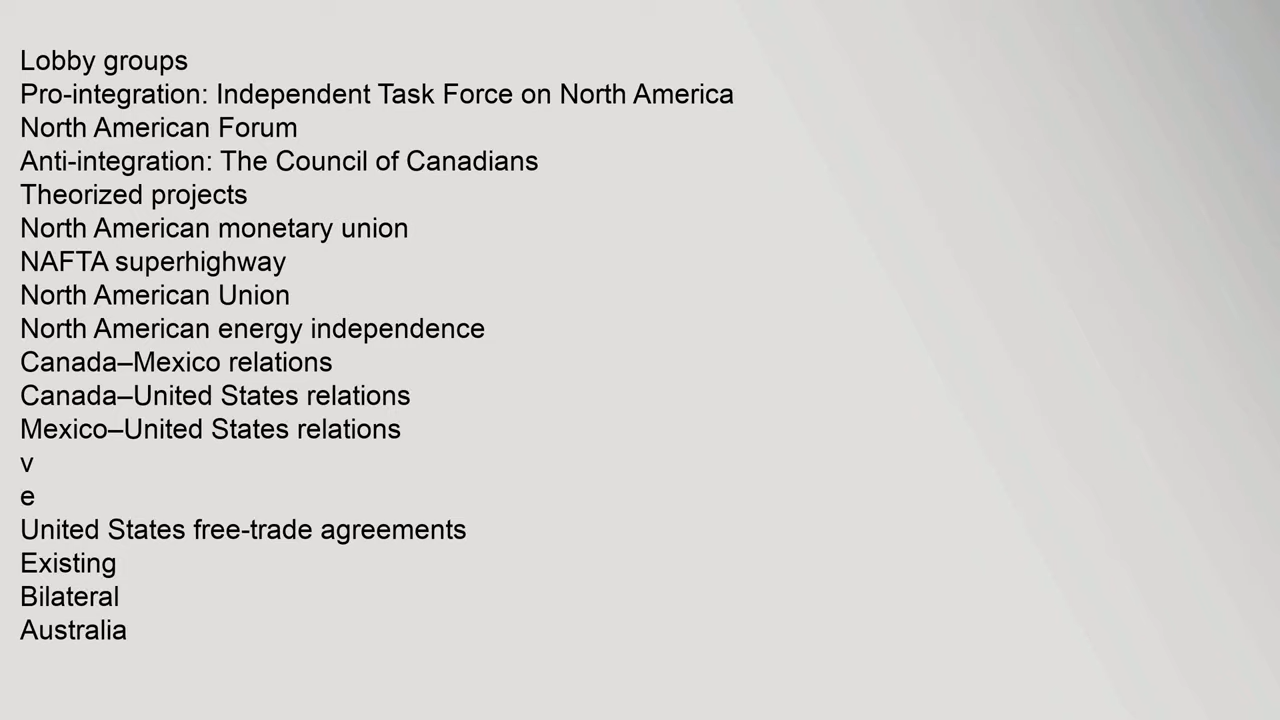 Lobby groups
Pro-integration: Independent Task Force on North America
North American Forum
Anti-integration: The Council of Canadians
Theorized projects
North American monetary union
NAFTA superhighway
North American Union
North American energy independence
Canada–Mexico relations
Canada–United States relations
Mexico–United States relations
v
e
United States free-trade agreements
Existing
Bilateral
Australia